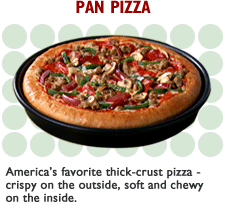 PAN PIZZA
America's favorite thick-crust pizza -
crispy on the outside, soft and chewy
on the inside.